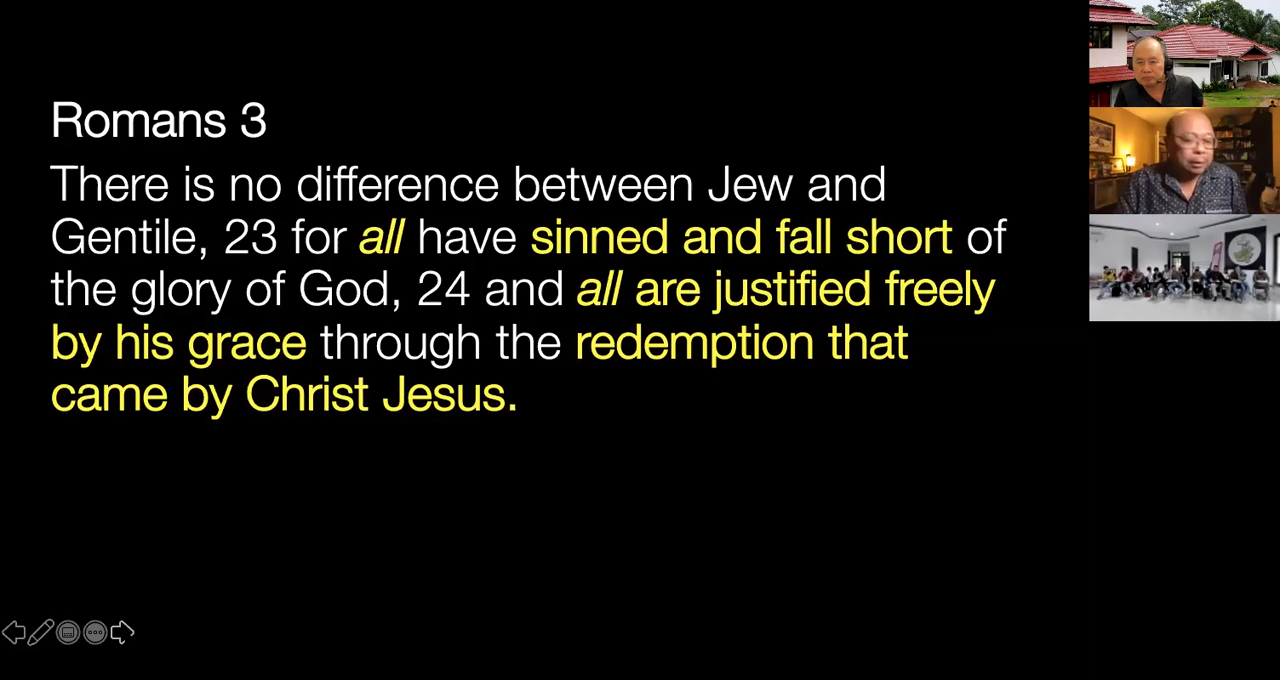 Romans 3
There is no difference between Jew and
Gentile, 23 for all have sinned and fall short of
the glory of God, 24 and all are justified freely
by his grace through the redemption that
came by Christ Jesus.